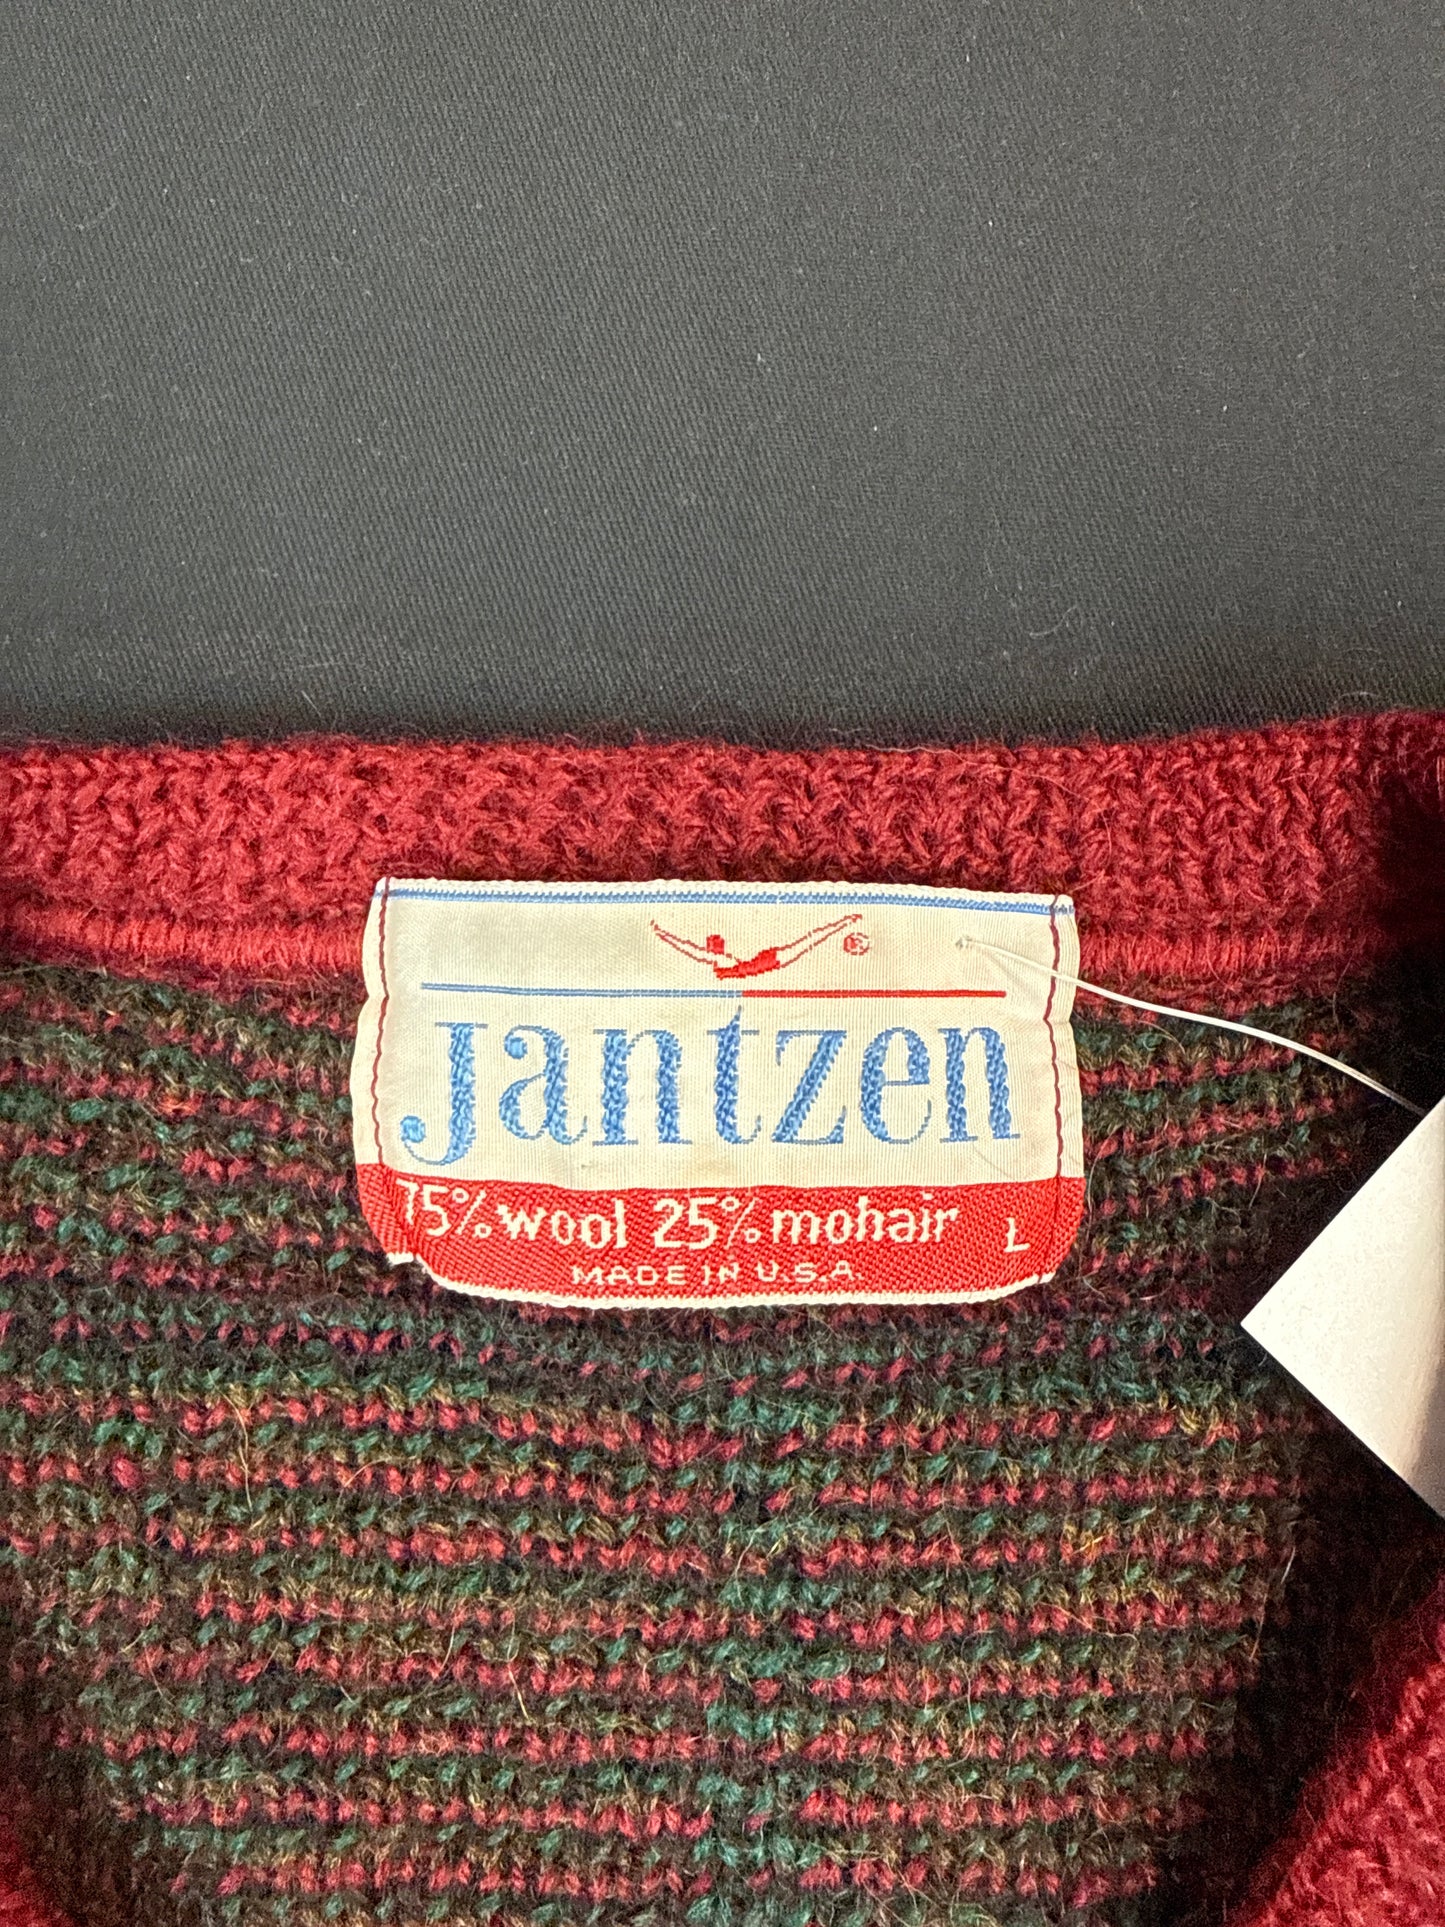 Jantzen
75% wool 25% mohair L
MADE IN U.S.A.